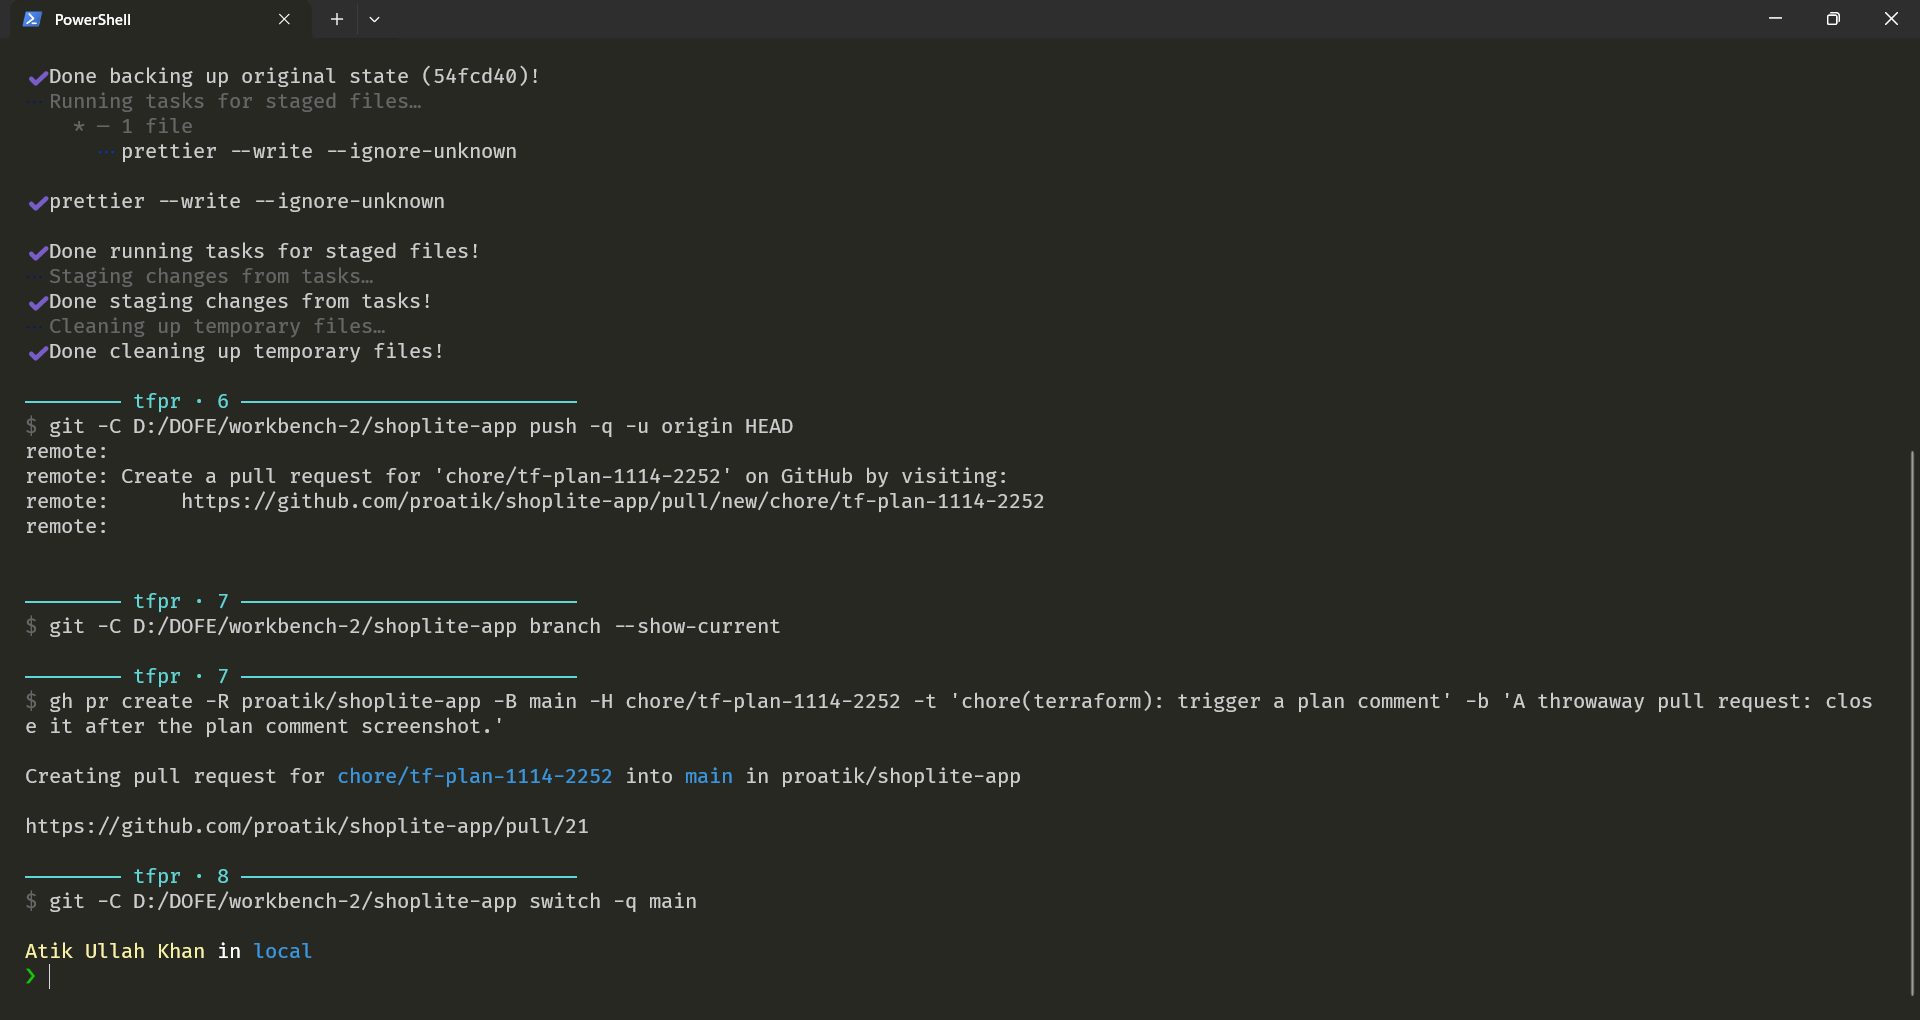 PowerShell
✔Done backing up original state (54fcd40)!
··· Running tasks for staged files…
* — 1 file
··· prettier --write --ignore-unknown
✔prettier --write --ignore-unknown
✔Done running tasks for staged files!
··· Staging changes from tasks…
✔Done staging changes from tasks!
··· Cleaning up temporary files…
✔Done cleaning up temporary files!
──────── tfpr · 6 ────────────────────────────
$ git -C D:/DOFE/workbench-2/shoplite-app push -q -u origin HEAD
remote:
remote: Create a pull request for 'chore/tf-plan-1114-2252' on GitHub by visiting:
remote:      https://github.com/proatik/shoplite-app/pull/new/chore/tf-plan-1114-2252
remote:
──────── tfpr · 7 ────────────────────────────
$ git -C D:/DOFE/workbench-2/shoplite-app branch --show-current
──────── tfpr · 7 ────────────────────────────
$ gh pr create -R proatik/shoplite-app -B main -H chore/tf-plan-1114-2252 -t 'chore(terraform): trigger a plan comment' -b 'A throwaway pull request: clos
e it after the plan comment screenshot.'
Creating pull request for chore/tf-plan-1114-2252 into main in proatik/shoplite-app
https://github.com/proatik/shoplite-app/pull/21
──────── tfpr · 8 ────────────────────────────
$ git -C D:/DOFE/workbench-2/shoplite-app switch -q main
Atik Ullah Khan in local
❯